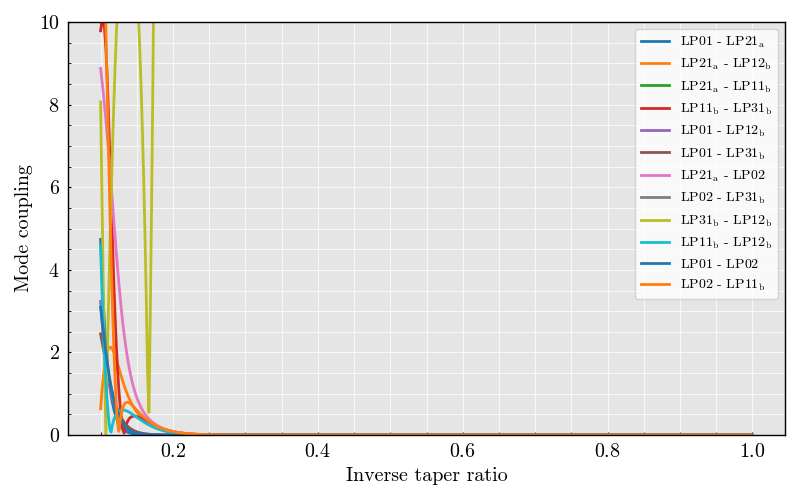 10
8
6
4
2
0
Mode coupling
0.2 0.4 0.6 0.8 1.0
Inverse taper ratio
LP01 - LP21a
LP21a - LP12b
LP21a - LP11b
LP11b - LP31b
LP01 - LP12b
LP01 - LP31b
LP21a - LP02
LP02 - LP31b
LP31b - LP12b
LP11b - LP12b
LP01 - LP02
LP02 - LP11b